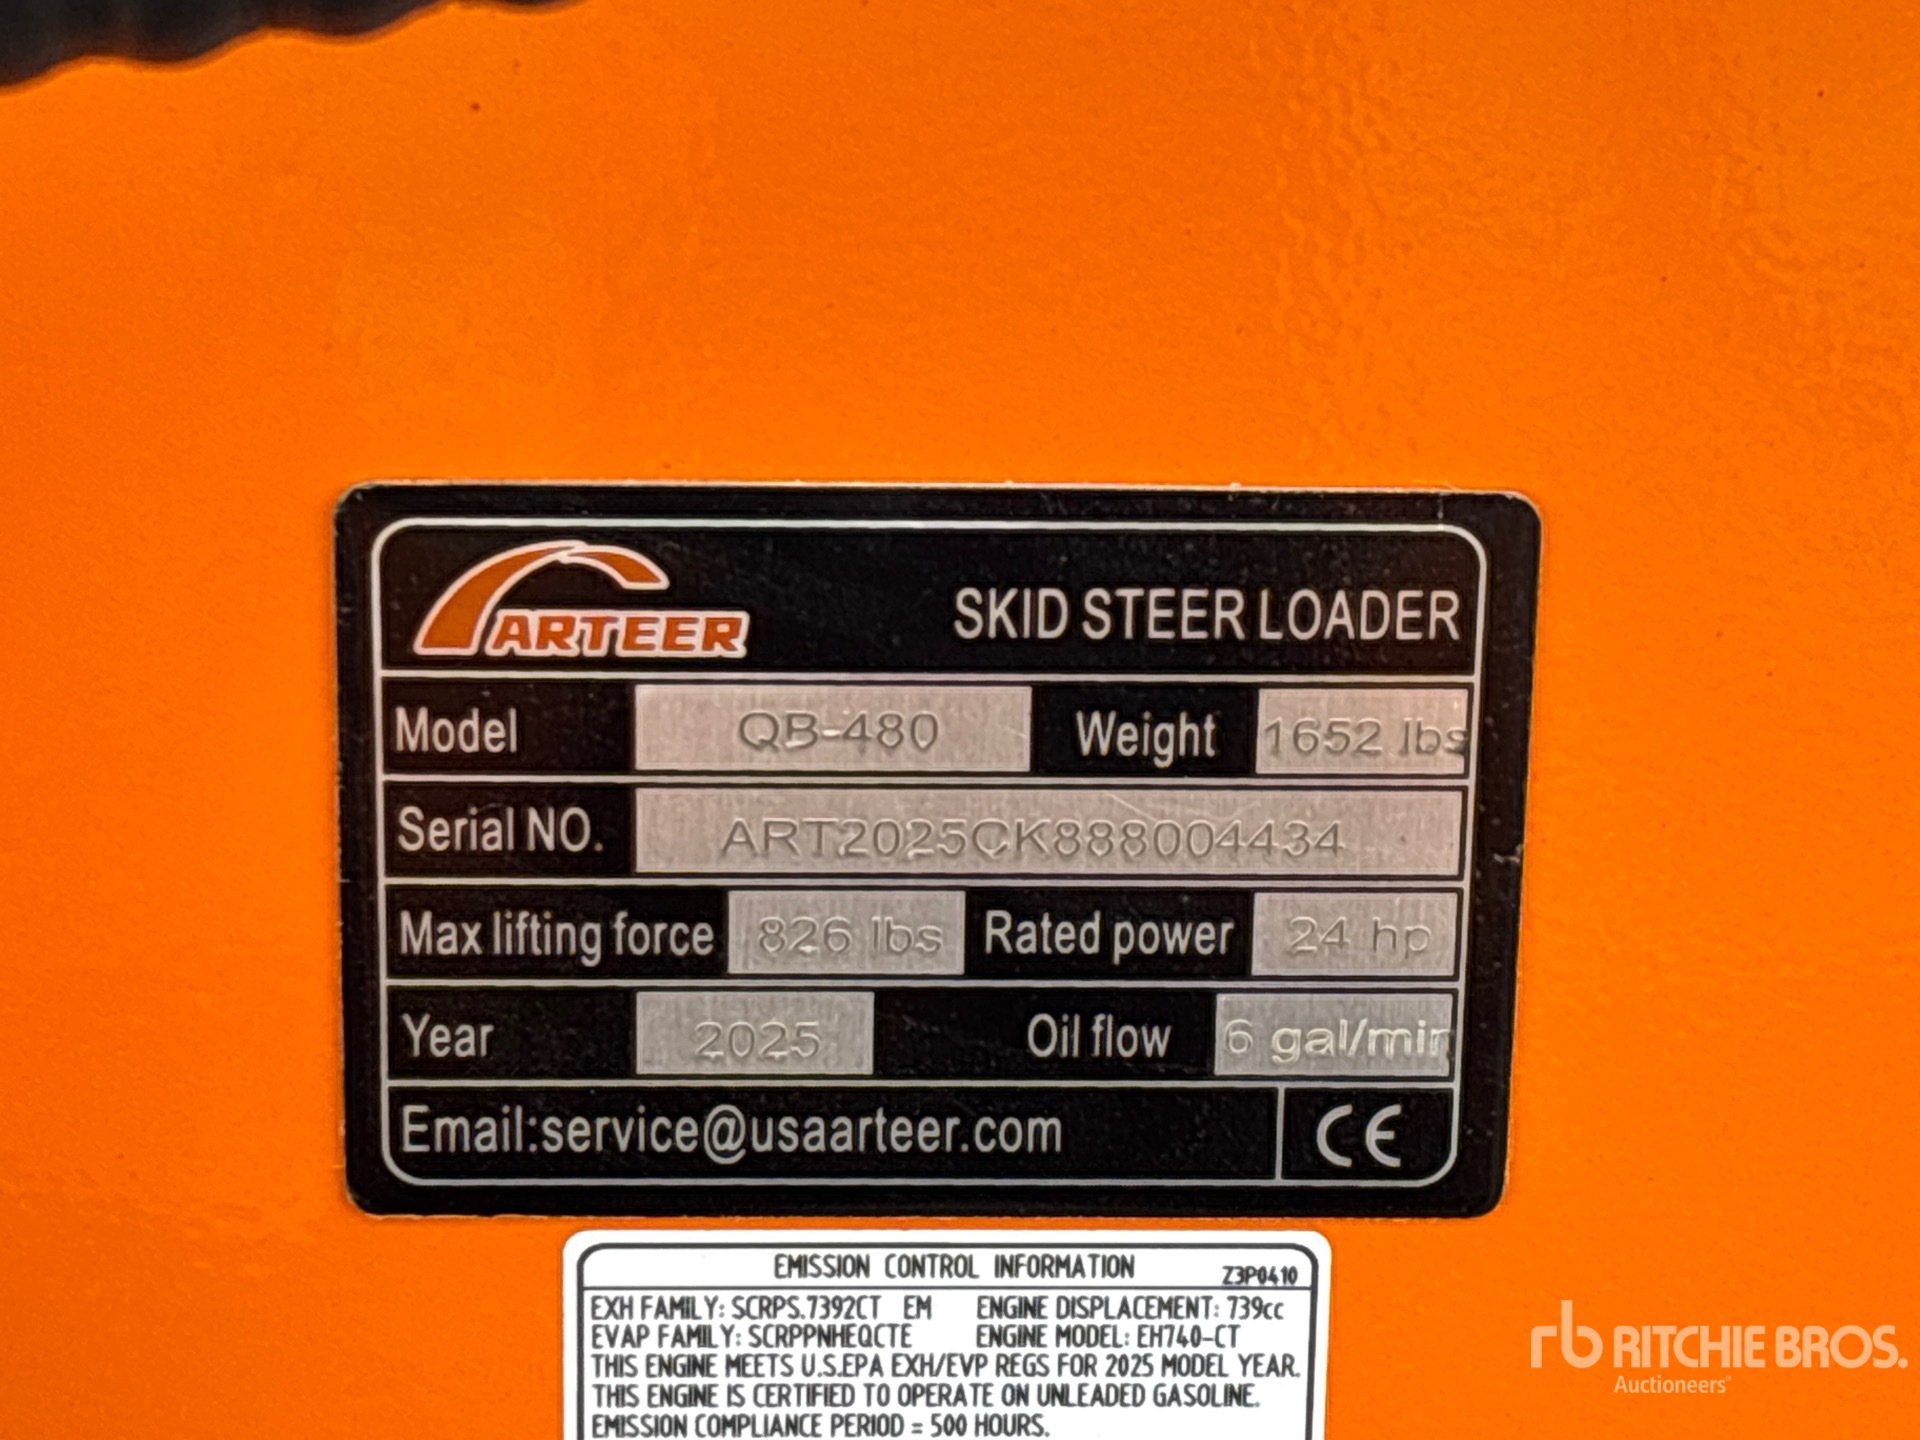 ARTEER SKID STEER LOADER
Model QB-480 Weight 1652 lbs
Serial NO. ART2025CK888004434
Max lifting force 826 lbs Rated power 24 hp
Year 2025 Oil flow 6 gal/min
Email:service@usaarteer.com CE
EMISSION CONTROL INFORMATION Z3P0410
EXH FAMILY: SCRPS.7392CT EM ENGINE DISPLACEMENT: 739cc
EVAP FAMILY: SCRPPNHEQCTE ENGINE MODEL: EH740-CT
THIS ENGINE MEETS U.S.EPA EXH/EVP REGS FOR 2025 MODEL YEAR.
THIS ENGINE IS CERTIFIED TO OPERATE ON UNLEADED GASOLINE.
EMISSION COMPLIANCE PERIOD = 500 HOURS.
rb RITCHIE BROS.
Auctioneers